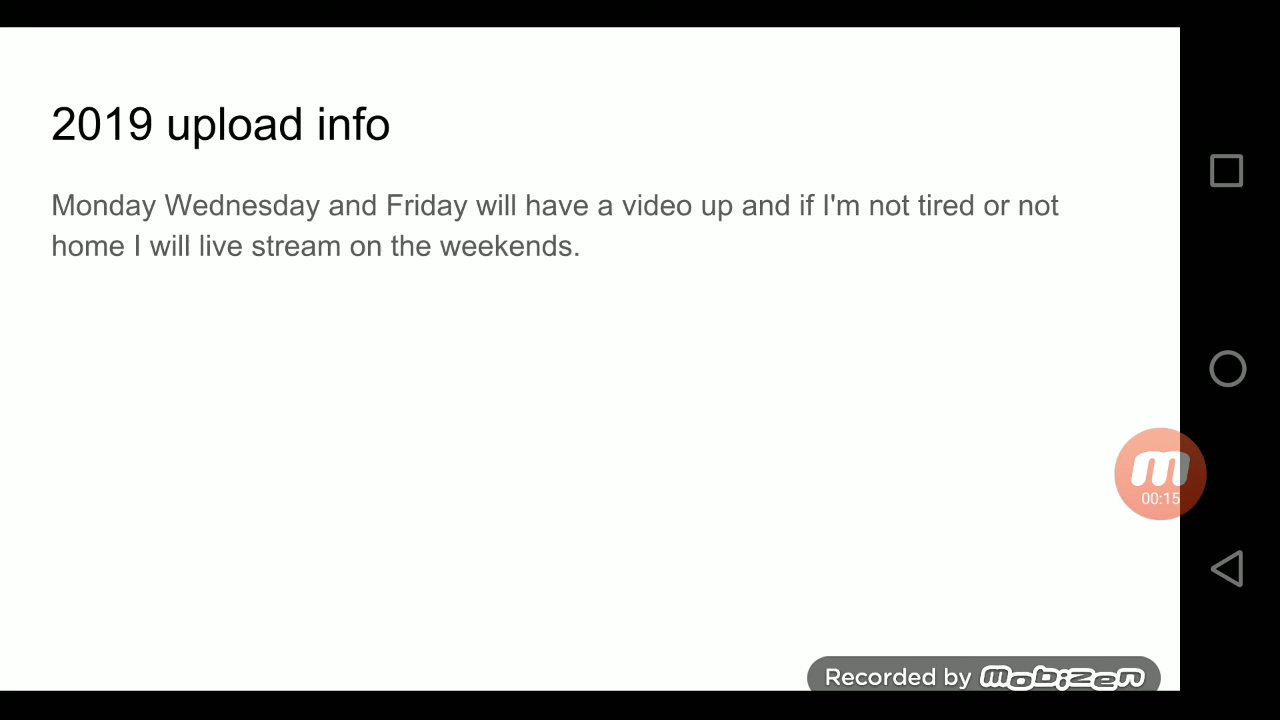 2019 upload info
Monday Wednesday and Friday will have a video up and if I'm not tired or not
home I will live stream on the weekends.
00:15
Recorded by mobizen